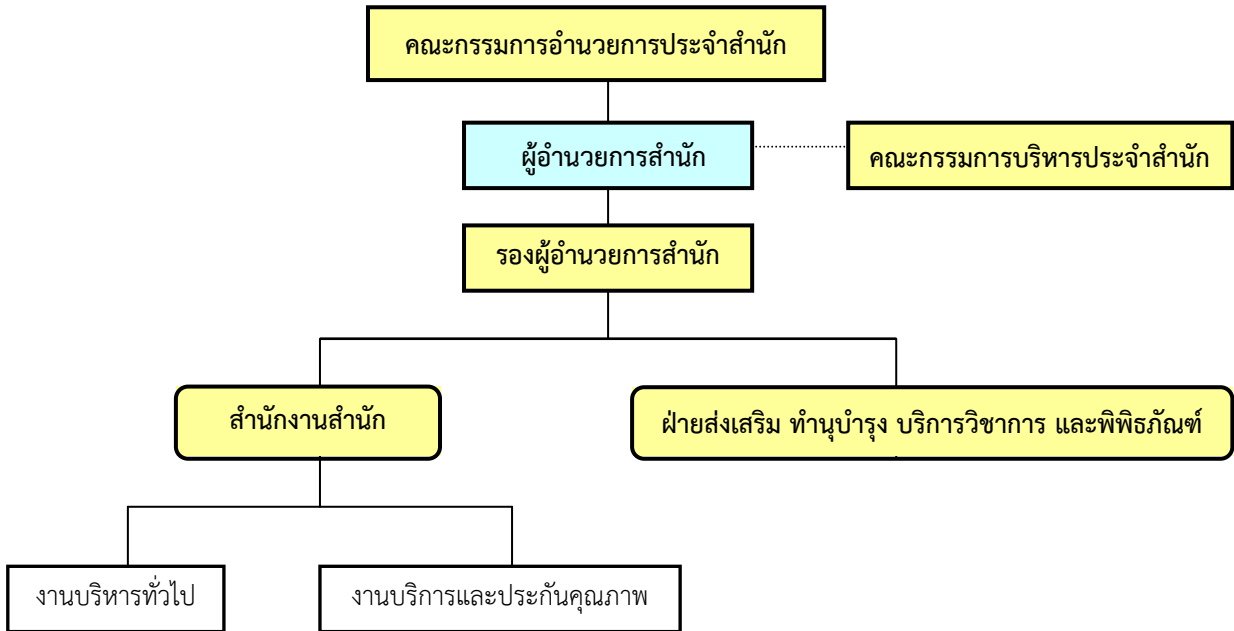 คณะกรรมการอำนวยการประจำสำนัก
ผู้อำนวยการสำนัก
คณะกรรมการบริหารประจำสำนัก
รองผู้อำนวยการสำนัก
สำนักงานสำนัก
ฝ่ายส่งเสริม ทำนุบำรุง บริการวิชาการ และพิพิธภัณฑ์
งานบริหารทั่วไป
งานบริการและประกันคุณภาพ